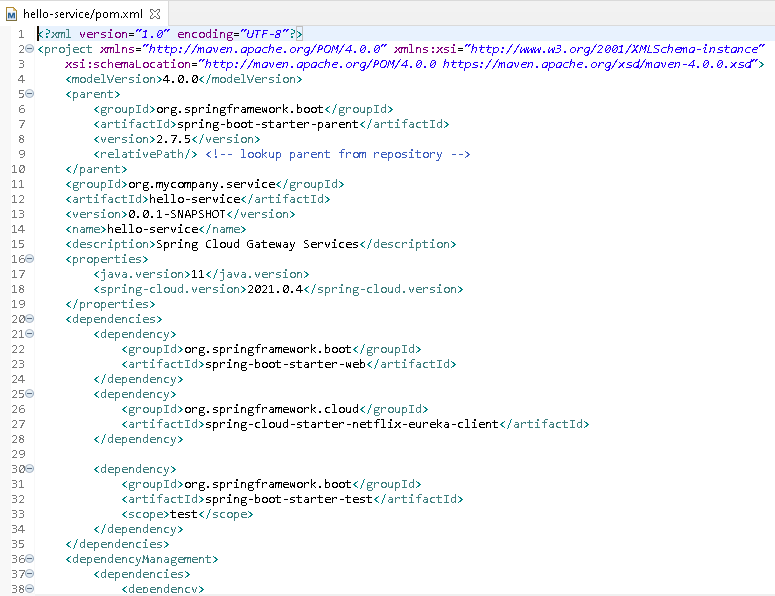 hello-service/pom.xml
1 <?xml version="1.0" encoding="UTF-8"?>
2 <project xmlns="http://maven.apache.org/POM/4.0.0" xmlns:xsi="http://www.w3.org/2001/XMLSchema-instance"
3     xsi:schemaLocation="http://maven.apache.org/POM/4.0.0 https://maven.apache.org/xsd/maven-4.0.0.xsd">
4     <modelVersion>4.0.0</modelVersion>
5     <parent>
6         <groupId>org.springframework.boot</groupId>
7         <artifactId>spring-boot-starter-parent</artifactId>
8         <version>2.7.5</version>
9         <relativePath/> <!-- lookup parent from repository -->
10     </parent>
11     <groupId>org.mycompany.service</groupId>
12     <artifactId>hello-service</artifactId>
13     <version>0.0.1-SNAPSHOT</version>
14     <name>hello-service</name>
15     <description>Spring Cloud Gateway Services</description>
16     <properties>
17         <java.version>11</java.version>
18         <spring-cloud.version>2021.0.4</spring-cloud.version>
19     </properties>
20     <dependencies>
21         <dependency>
22             <groupId>org.springframework.boot</groupId>
23             <artifactId>spring-boot-starter-web</artifactId>
24         </dependency>
25         <dependency>
26             <groupId>org.springframework.cloud</groupId>
27             <artifactId>spring-cloud-starter-netflix-eureka-client</artifactId>
28         </dependency>
29
30         <dependency>
31             <groupId>org.springframework.boot</groupId>
32             <artifactId>spring-boot-starter-test</artifactId>
33             <scope>test</scope>
34         </dependency>
35     </dependencies>
36     <dependencyManagement>
37         <dependencies>
38             <dependency>